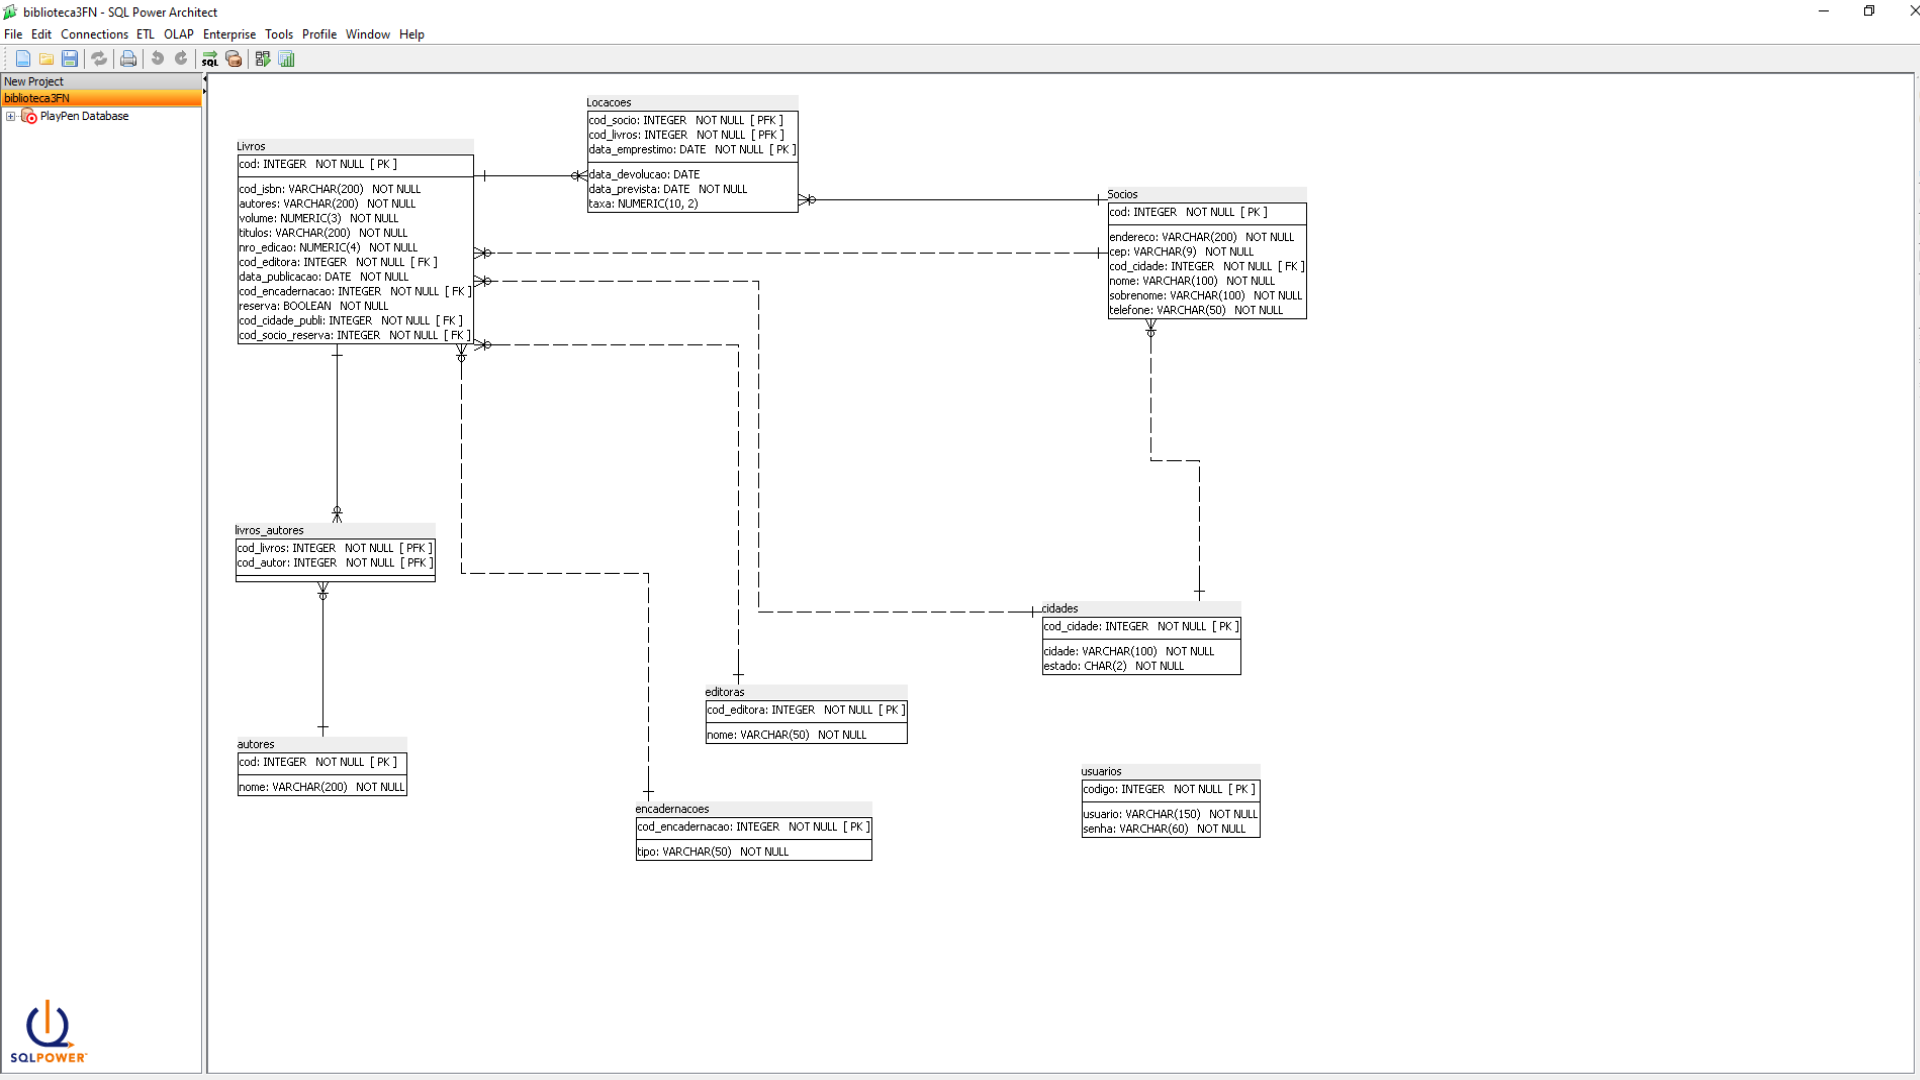 biblioteca3FN - SQL Power Architect
File Edit Connections ETL OLAP Enterprise Tools Profile Window Help
SQL
New Project
biblioteca3FN
PlayPen Database
Locacoes
cod_socio: INTEGER NOT NULL [ PFK ]
cod_livros: INTEGER NOT NULL [ PFK ]
data_emprestimo: DATE NOT NULL [ PK ]
data_devolucao: DATE
data_prevista: DATE NOT NULL
taxa: NUMERIC(10, 2)
Livros
cod: INTEGER NOT NULL [ PK ]
cod_isbn: VARCHAR(200) NOT NULL
autores: VARCHAR(200) NOT NULL
volume: NUMERIC(3) NOT NULL
titulos: VARCHAR(200) NOT NULL
nro_edicao: NUMERIC(4) NOT NULL
cod_editora: INTEGER NOT NULL [ FK ]
data_publicacao: DATE NOT NULL
cod_encadernacao: INTEGER NOT NULL [ FK ]
reserva: BOOLEAN NOT NULL
cod_cidade_publi: INTEGER NOT NULL [ FK ]
cod_socio_reserva: INTEGER NOT NULL [ FK ]
Socios
cod: INTEGER NOT NULL [ PK ]
endereco: VARCHAR(200) NOT NULL
cep: VARCHAR(9) NOT NULL
cod_cidade: INTEGER NOT NULL [ FK ]
nome: VARCHAR(100) NOT NULL
sobrenome: VARCHAR(100) NOT NULL
telefone: VARCHAR(50) NOT NULL
livros_autores
cod_livros: INTEGER NOT NULL [ PFK ]
cod_autor: INTEGER NOT NULL [ PFK ]
cidades
cod_cidade: INTEGER NOT NULL [ PK ]
cidade: VARCHAR(100) NOT NULL
estado: CHAR(2) NOT NULL
editoras
cod_editora: INTEGER NOT NULL [ PK ]
nome: VARCHAR(50) NOT NULL
autores
cod: INTEGER NOT NULL [ PK ]
nome: VARCHAR(200) NOT NULL
usuarios
codigo: INTEGER NOT NULL [ PK ]
usuario: VARCHAR(150) NOT NULL
senha: VARCHAR(60) NOT NULL
encadernacoes
cod_encadernacao: INTEGER NOT NULL [ PK ]
tipo: VARCHAR(50) NOT NULL
SQLPOWER